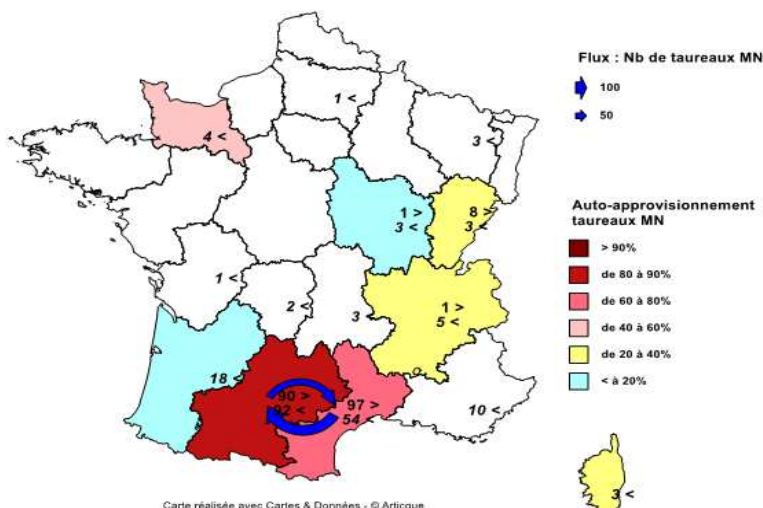 Flux : Nb de taureaux MN
100
50
1 <
4 <
3 <
1 >
3 <
8 >
3 <
Auto-approvisionnement
taureaux MN
> 90%
de 80 à 90%
de 60 à 80%
de 40 à 60%
de 20 à 40%
< à 20%
1 <
2 <
3 <
1 >
5 <
18 <
90 >
92 <
97 >
54
10 <
3 <
Carte réalisée avec Cartes & Données - © Articque